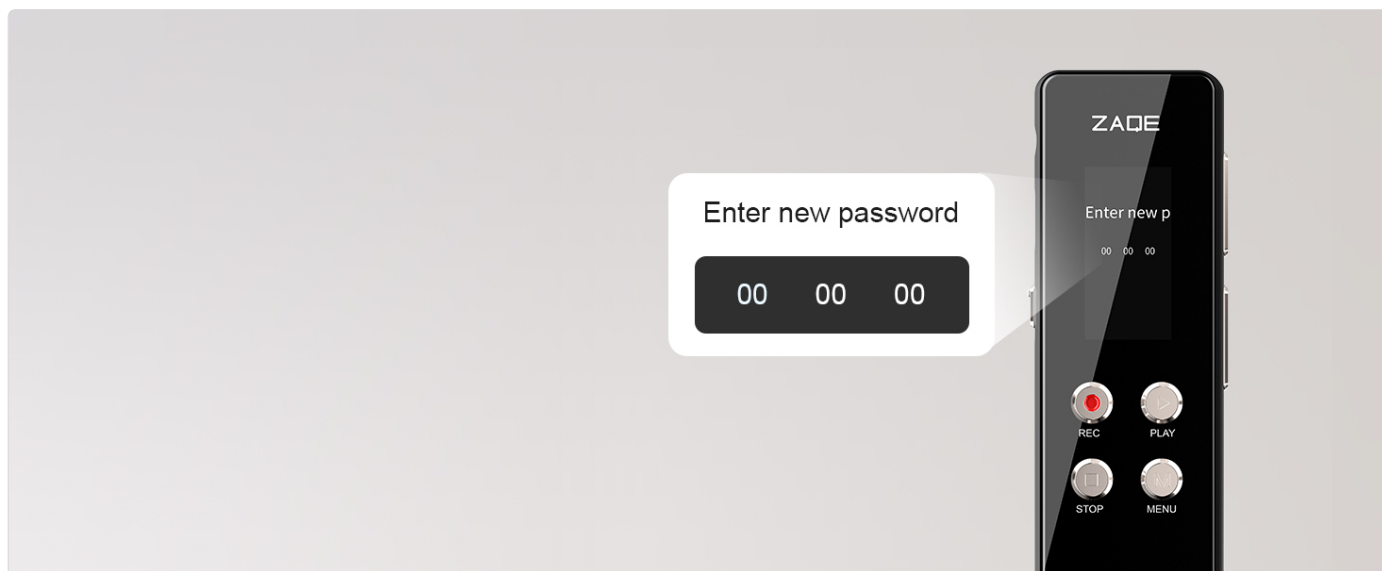 ZAQE
Enter new password
00 00 00
Enter new p
00 00 00
REC
PLAY
STOP
MENU